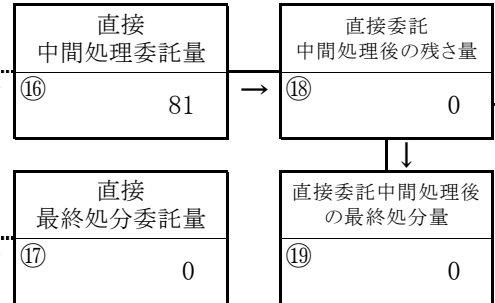 直接
中間処理委託量
⑯
81
→
直接委託
中間処理後の残さ量
⑱
0
↓
直接
最終処分委託量
⑰
0
直接委託中間処理後
の最終処分量
⑲
0